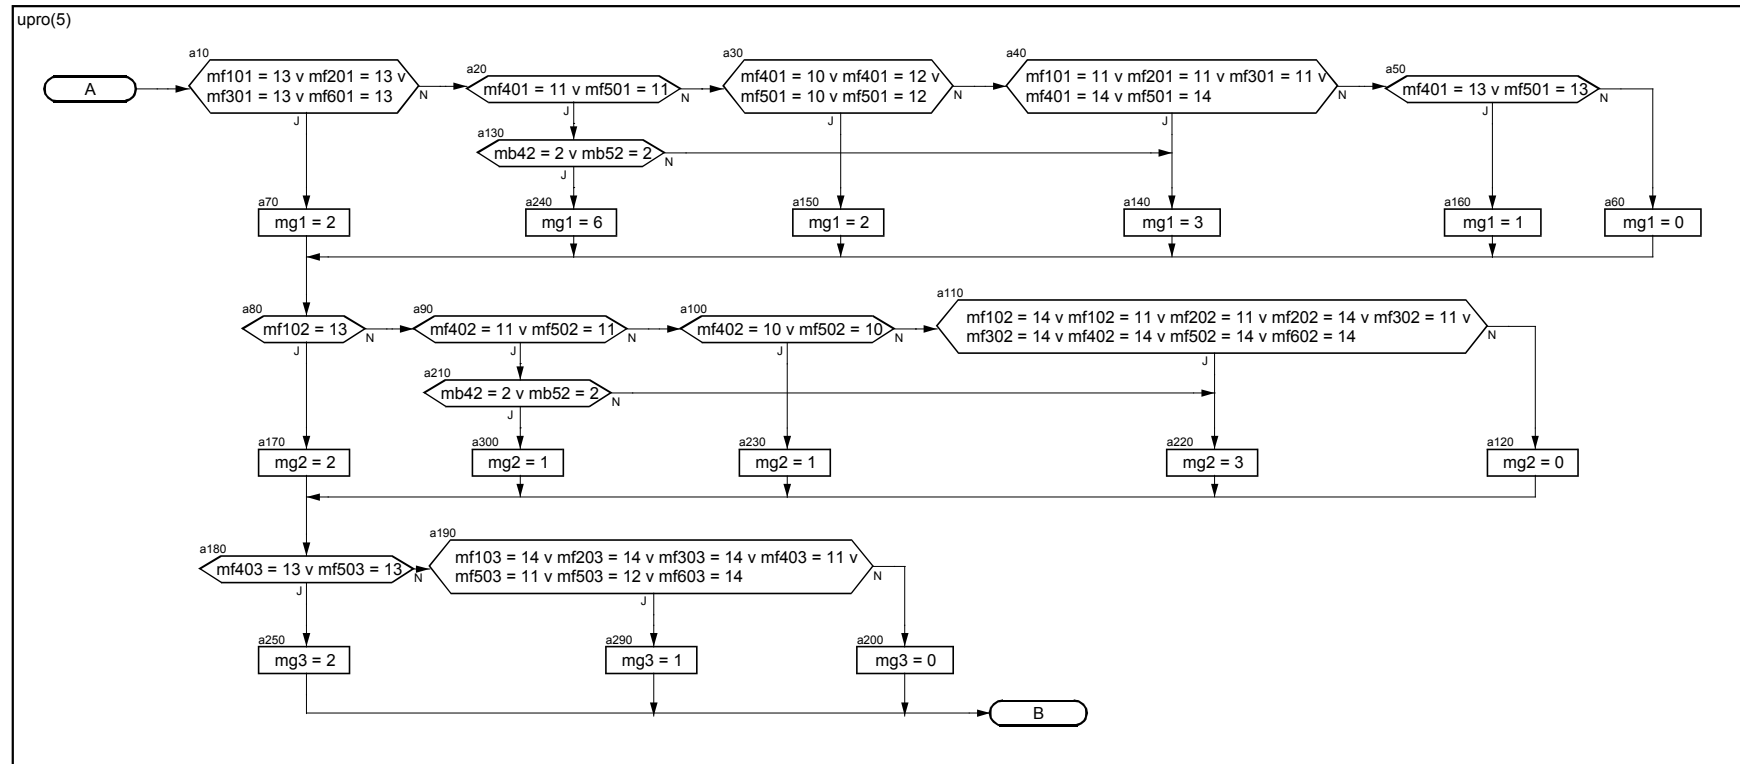 upro(5)
A
a10
mf101 = 13 v mf201 = 13 v
mf301 = 13 v mf601 = 13
N
J
a20
mf401 = 11 v mf501 = 11
N
J
a30
mf401 = 10 v mf401 = 12 v
mf501 = 10 v mf501 = 12
N
J
a40
mf101 = 11 v mf201 = 11 v mf301 = 11 v
mf401 = 14 v mf501 = 14
N
J
a50
mf401 = 13 v mf501 = 13
N
J
a130
mb42 = 2 v mb52 = 2
N
J
a70
mg1 = 2
a240
mg1 = 6
a150
mg1 = 2
a140
mg1 = 3
a160
mg1 = 1
a60
mg1 = 0
a80
mf102 = 13
N
J
a90
mf402 = 11 v mf502 = 11
N
J
a100
mf402 = 10 v mf502 = 10
N
J
a110
mf102 = 14 v mf102 = 11 v mf202 = 11 v mf202 = 14 v mf302 = 11 v
mf302 = 14 v mf402 = 14 v mf502 = 14 v mf602 = 14
N
J
a210
mb42 = 2 v mb52 = 2
N
J
a170
mg2 = 2
a300
mg2 = 1
a230
mg2 = 1
a220
mg2 = 3
a120
mg2 = 0
a180
mf403 = 13 v mf503 = 13
N
J
a190
mf103 = 14 v mf203 = 14 v mf303 = 14 v mf403 = 11 v
mf503 = 11 v mf503 = 12 v mf603 = 14
N
J
a250
mg3 = 2
a290
mg3 = 1
a200
mg3 = 0
B